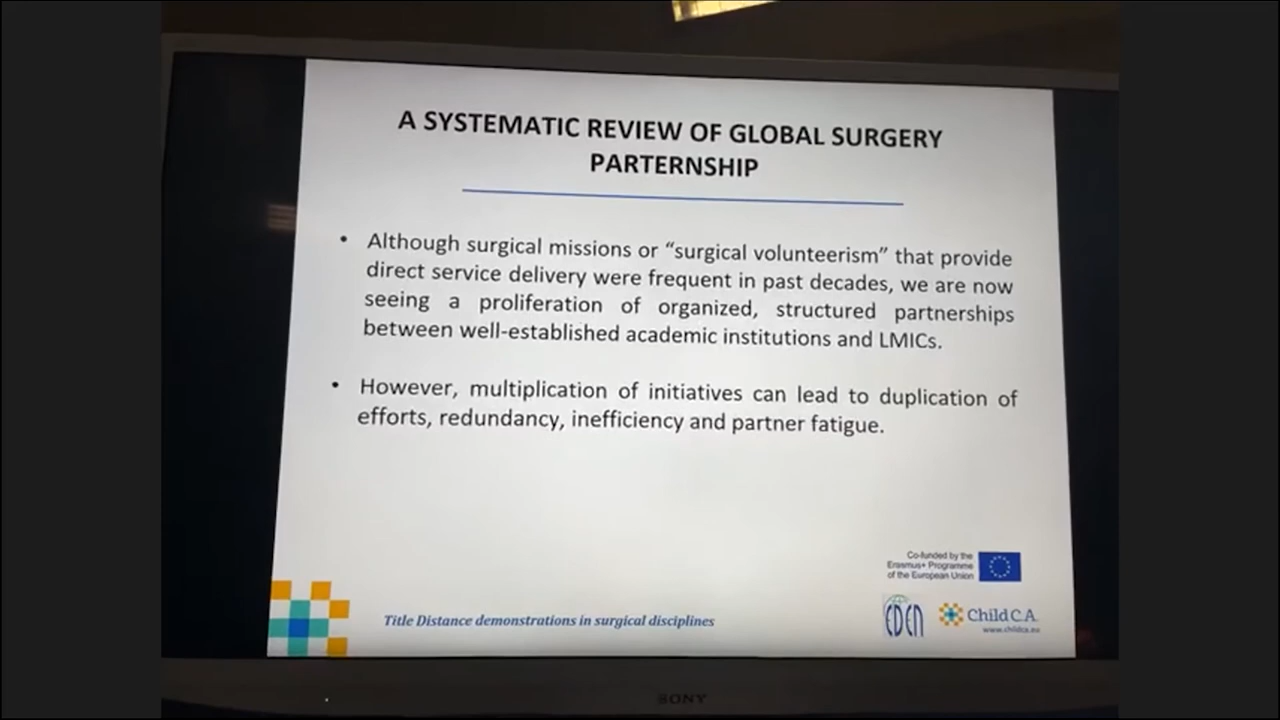 A SYSTEMATIC REVIEW OF GLOBAL SURGERY
PARTERNSHIP
• Although surgical missions or “surgical volunteerism” that provide
direct service delivery were frequent in past decades, we are now
seeing a proliferation of organized, structured partnerships
between well-established academic institutions and LMICs.
• However, multiplication of initiatives can lead to duplication of
efforts, redundancy, inefficiency and partner fatigue.
Co-funded by the
Erasmus+ Programme
of the European Union
Title Distance demonstrations in surgical disciplines
EDEN
Child C.A.
www.childca.eu
SONY